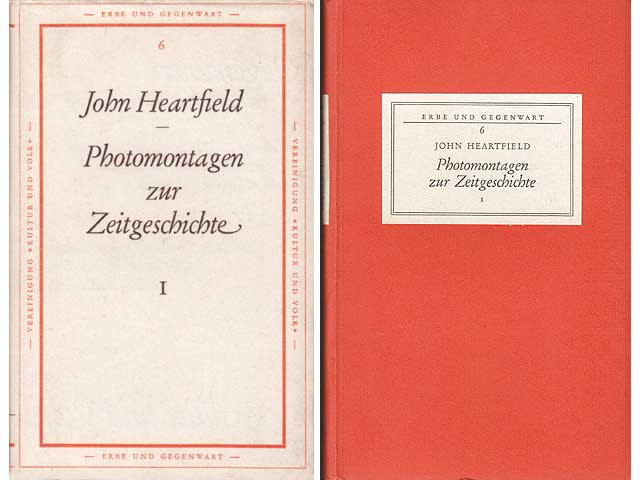 — ERBE UND GEGENWART —
6
John Heartfield
—
Photomontagen
zur
Zeitgeschichte
I
— VEREINIGUNG »KULTUR UND VOLK« —
— VEREINIGUNG »KULTUR UND VOLK« —
— ERBE UND GEGENWART —
ERBE UND GEGENWART
6
JOHN HEARTFIELD
Photomontagen
zur Zeitgeschichte
I